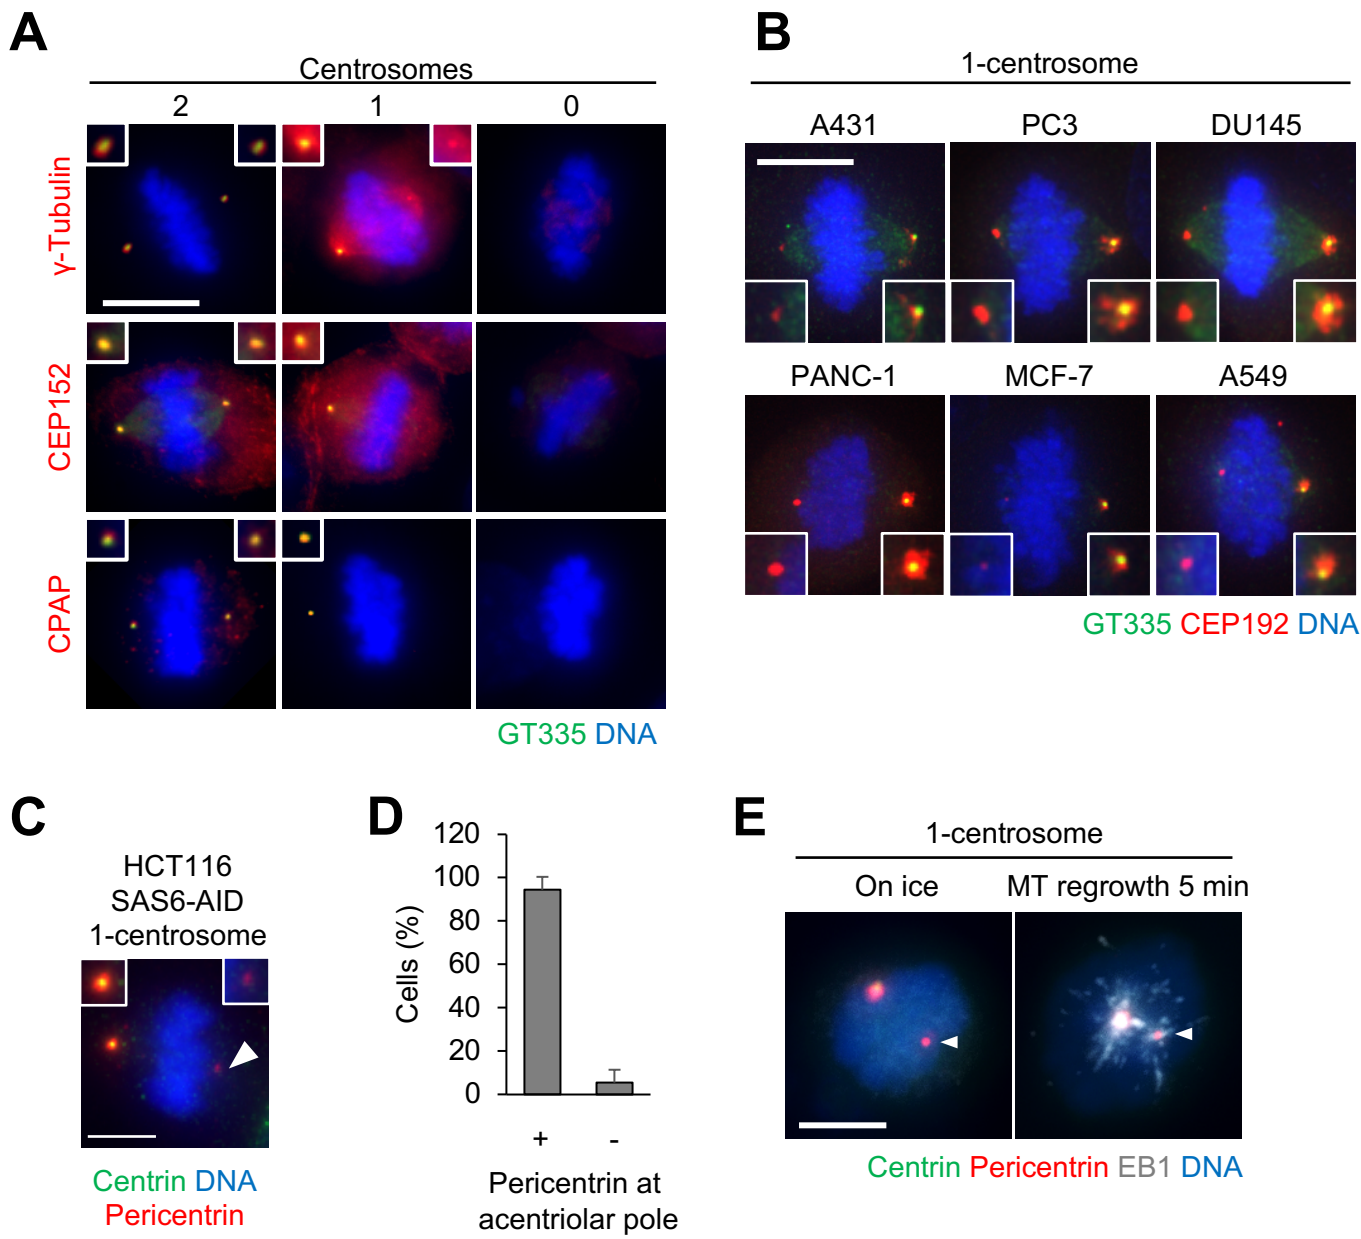 A
Centrosomes
2 1 0
γ-Tubulin
CEP152
CPAP
GT335 DNA
B
1-centrosome
A431 PC3 DU145
PANC-1 MCF-7 A549
GT335 CEP192 DNA
C
HCT116
SAS6-AID
1-centrosome
Centrin DNA
Pericentrin
D
Cells (%)
120
100
80
60
40
20
0
+ -
Pericentrin at
acentriolar pole
E
1-centrosome
On ice MT regrowth 5 min
Centrin Pericentrin EB1 DNA